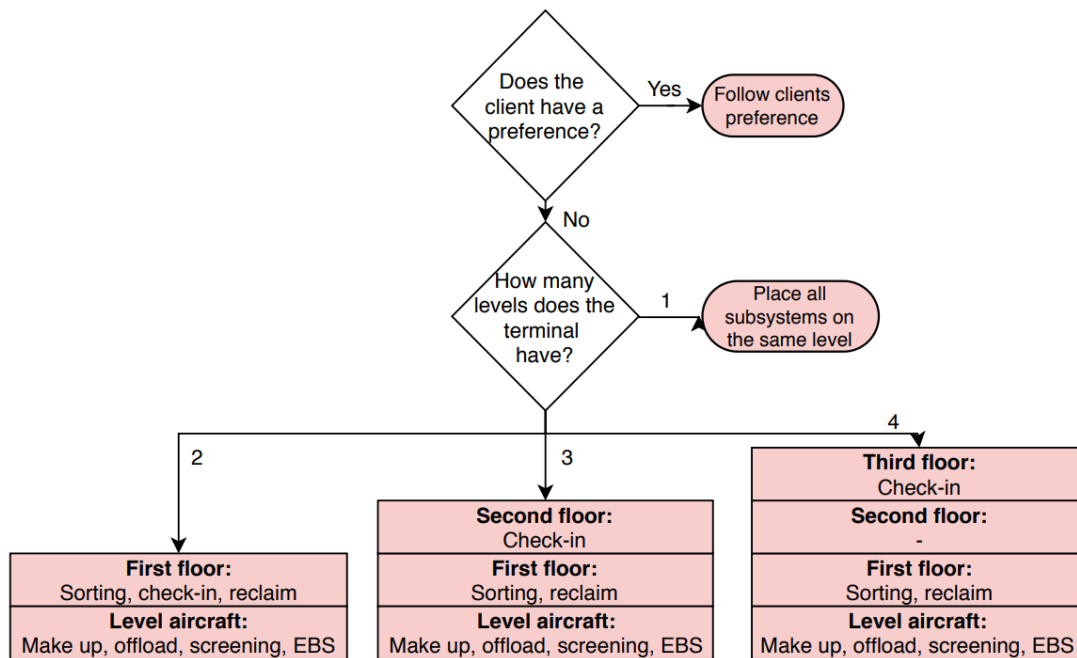 Does the
client have a
preference?
Yes
Follow clients
preference
No
How many
levels does the
terminal
have?
1
Place all
subsystems on
the same level
2
3
4
First floor:
Sorting, check-in, reclaim
Level aircraft:
Make up, offload, screening, EBS
Second floor:
Check-in
First floor:
Sorting, reclaim
Level aircraft:
Make up, offload, screening, EBS
Third floor:
Check-in
Second floor:
-
First floor:
Sorting, reclaim
Level aircraft:
Make up, offload, screening, EBS